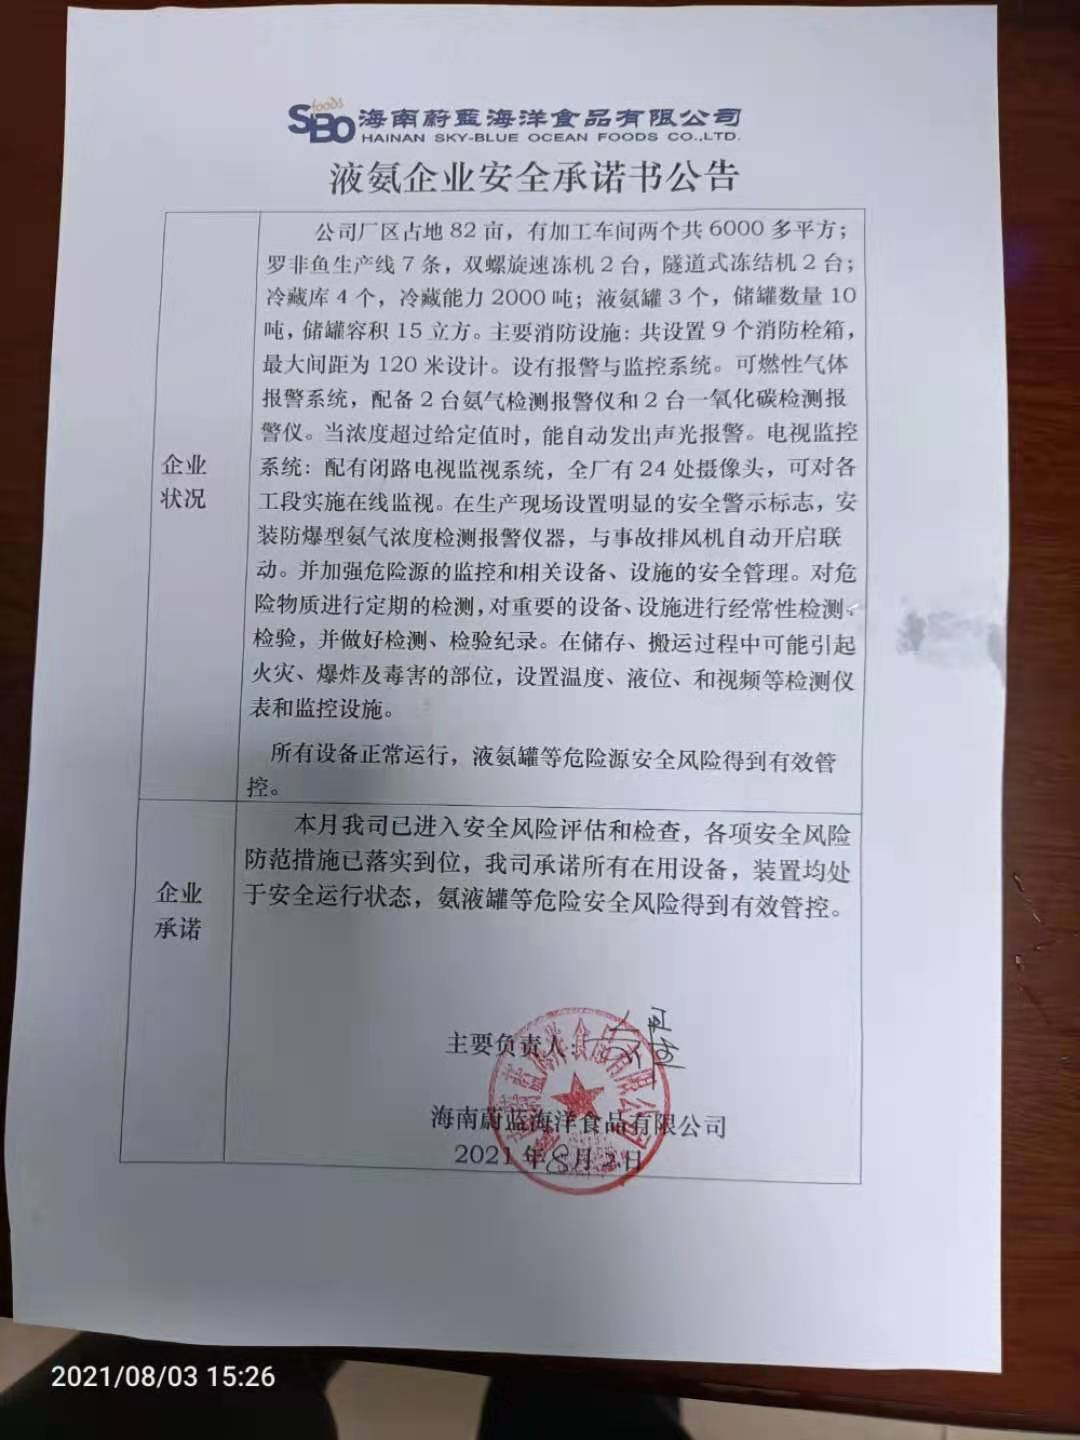 foods
SBO 海南蔚蓝海洋食品有限公司
HAINAN SKY-BLUE OCEAN FOODS CO.,LTD.
液氨企业安全承诺书公告
企业
状况
公司厂区占地 82 亩，有加工车间两个共 6000 多平方；
罗非鱼生产线 7 条，双螺旋速冻机 2 台，隧道式冻结机 2 台；
冷藏库 4 个，冷藏能力 2000 吨；液氨罐 3 个，储罐数量 10
吨，储罐容积 15 立方。主要消防设施：共设置 9 个消防栓箱，
最大间距为 120 米设计。设有报警与监控系统。可燃性气体
报警系统，配备 2 台氨气检测报警仪和 2 台一氧化碳检测报
警仪。当浓度超过给定值时，能自动发出声光报警。电视监控
系统：配有闭路电视监视系统，全厂有 24 处摄像头，可对各
工段实施在线监视。在生产现场设置明显的安全警示标志，安
装防爆型氨气浓度检测报警仪器，与事故排风机自动开启联
动。并加强危险源的监控和相关设备、设施的安全管理。对危
险物质进行定期的检测，对重要的设备、设施进行经常性检测、
检验，并做好检测、检验纪录。在储存、搬运过程中可能引起
火灾、爆炸及毒害的部位，设置温度、液位、和视频等检测仪
表和监控设施。
所有设备正常运行，液氨罐等危险源安全风险得到有效管
控。
企业
承诺
本月我司已进入安全风险评估和检查，各项安全风险
防范措施已落实到位，我司承诺所有在用设备，装置均处
于安全运行状态，氨液罐等危险安全风险得到有效管控。
主要负责人
海南蔚蓝海洋食品有限公司
2021 年 8 月 2 日
2021/08/03 15:26